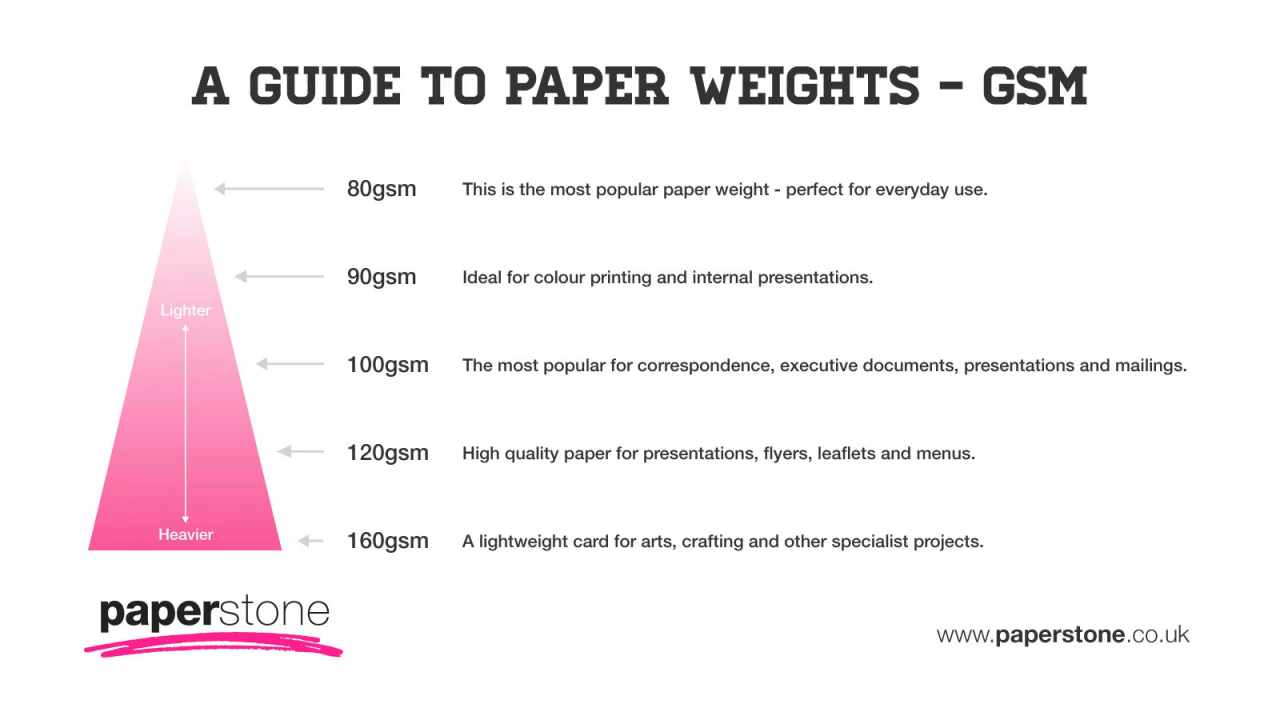 A GUIDE TO PAPER WEIGHTS - GSM
80gsm This is the most popular paper weight - perfect for everyday use.
90gsm Ideal for colour printing and internal presentations.
Lighter
100gsm The most popular for correspondence, executive documents, presentations and mailings.
120gsm High quality paper for presentations, flyers, leaflets and menus.
Heavier
160gsm A lightweight card for arts, crafting and other specialist projects.
paperstone
www.paperstone.co.uk